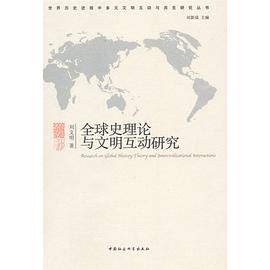 世界历史进程中多元文明互动与共生研究丛书
刘新成 主编
刘文明 著
全球史理论
与文明互动研究
Research on Global History Theory and Intercivilizational Interactions
中国社会科学出版社